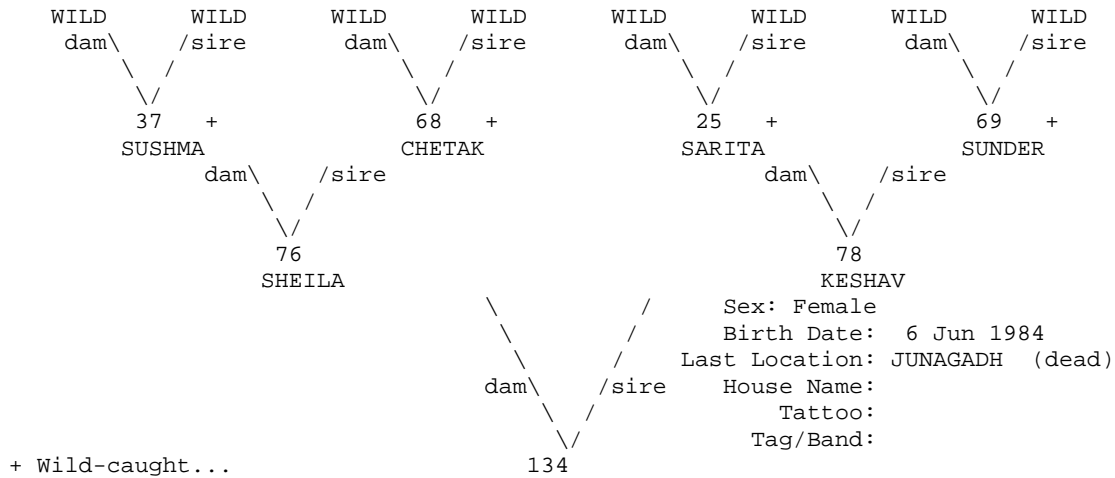 WILD WILD WILD WILD WILD WILD WILD WILD
dam\ /sire dam\ /sire dam\ /sire dam\ /sire
\ / \ / \ / \ /
\/ \/ \/ \/
37 + 68 + 25 + 69 +
SUSHMA CHETAK SARITA SUNDER
dam\ /sire dam\ /sire
\ / \ /
\/ \/
76 78
SHEILA KESHAV
\ / Sex: Female
\ / Birth Date: 6 Jun 1984
\ / Last Location: JUNAGADH (dead)
dam\ /sire House Name:
\ / Tattoo:
\/ Tag/Band:
+ Wild-caught... 134